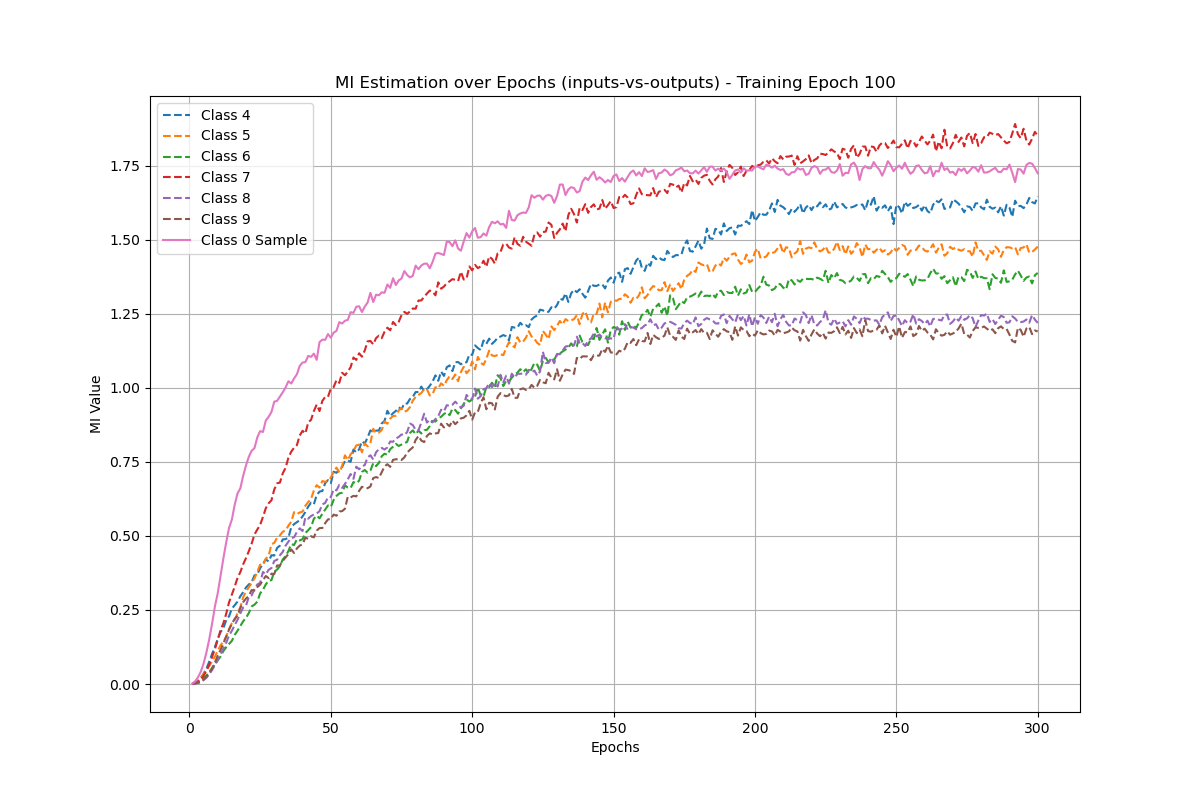 MI Estimation over Epochs (inputs-vs-outputs) - Training Epoch 100
Class 4
Class 5
Class 6
Class 7
Class 8
Class 9
Class 0 Sample
MI Value
1.75
1.50
1.25
1.00
0.75
0.50
0.25
0.00
0 50 100 150 200 250 300
Epochs